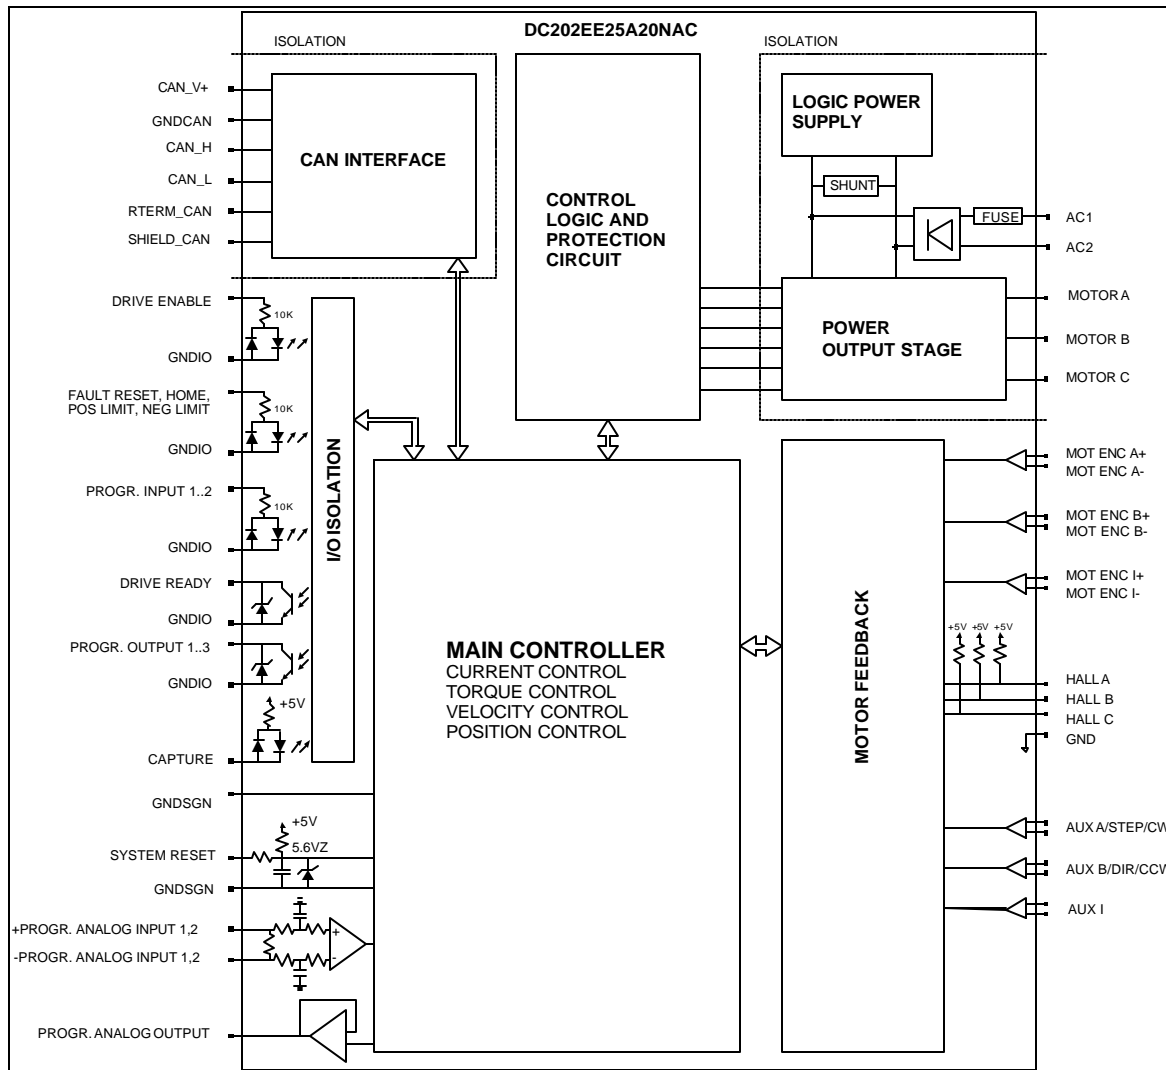 DC202EE25A20NAC
ISOLATION
ISOLATION
CAN_V+
GNDCAN
CAN_H
CAN_L
RTERM_CAN
SHIELD_CAN
CAN INTERFACE
CONTROL
LOGIC AND
PROTECTION
CIRCUIT
LOGIC POWER
SUPPLY
SHUNT
FUSE
AC1
AC2
POWER
OUTPUT STAGE
MOTOR A
MOTOR B
MOTOR C
DRIVE ENABLE
10K
GNDIO
FAULT RESET, HOME,
POS LIMIT, NEG LIMIT
10K
GNDIO
PROGR. INPUT 1..2
10K
GNDIO
DRIVE READY
GNDIO
PROGR. OUTPUT 1..3
GNDIO
+5V
CAPTURE
I/O ISOLATION
GNDSGN
+5V
5.6VZ
SYSTEM RESET
GNDSGN
+PROGR. ANALOG INPUT 1,2
+
-PROGR. ANALOG INPUT 1,2
-
PROGR. ANALOG OUTPUT
MAIN CONTROLLER
CURRENT CONTROL
TORQUE CONTROL
VELOCITY CONTROL
POSITION CONTROL
MOTOR FEEDBACK
MOT ENC A+
MOT ENC A-
MOT ENC B+
MOT ENC B-
MOT ENC I+
MOT ENC I-
+5V +5V +5V
HALL A
HALL B
HALL C
GND
AUX A/STEP/CW
AUX B/DIR/CCW
AUX I